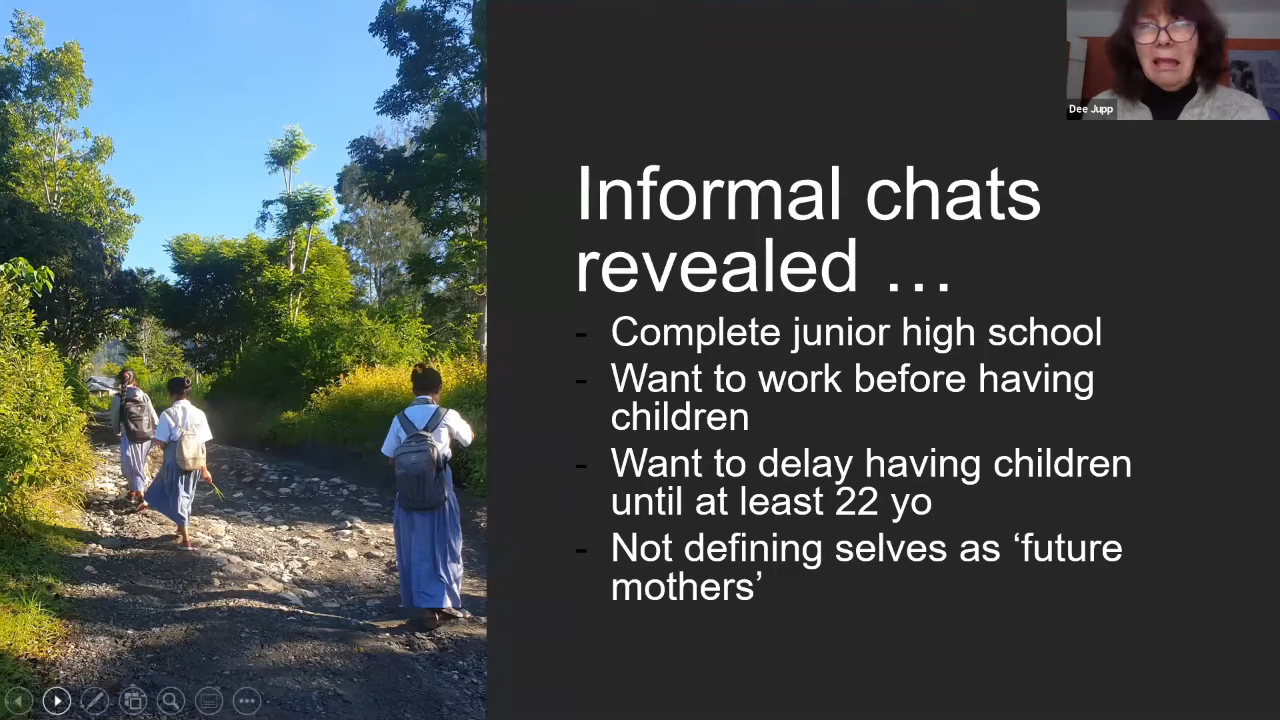 Dee Jupp
Informal chats
revealed …
- Complete junior high school
- Want to work before having
children
- Want to delay having children
until at least 22 yo
- Not defining selves as ‘future
mothers’